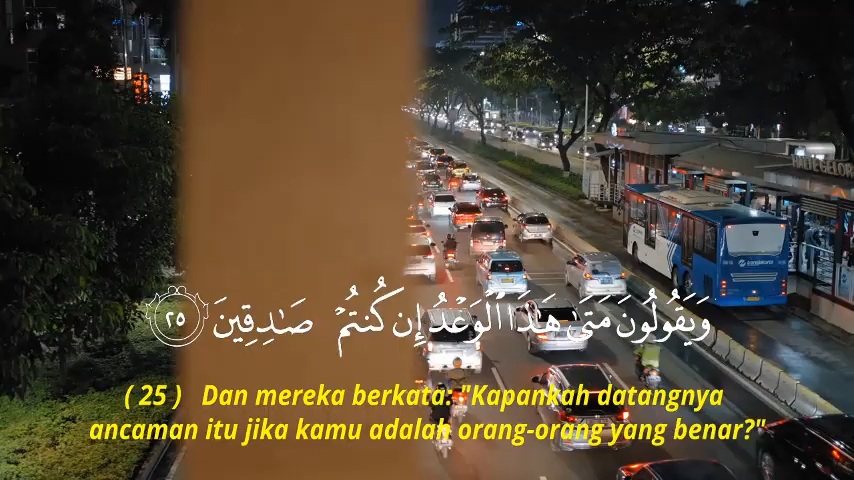 وَيَقُولُونَ مَتَىٰ هَٰذَا ٱلْوَعْدُ إِن كُنتُمْ صَٰدِقِينَ ٢٥
( 25 ) Dan mereka berkata: "Kapankah datangnya
ancaman itu jika kamu adalah orang-orang yang benar?"
transjakarta